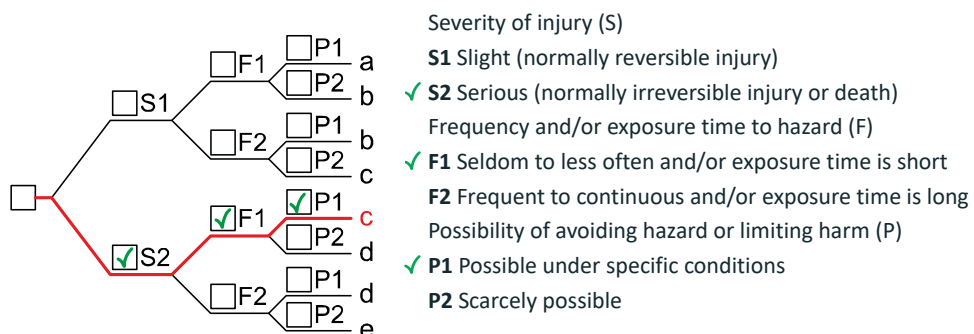 P1
F1
a
P2
b
S1
P1
F2
b
P2
c
P1
F1
c
P2
d
S2
P1
F2
d
P2
e
Severity of injury (S)
S1 Slight (normally reversible injury)
S2 Serious (normally irreversible injury or death)
Frequency and/or exposure time to hazard (F)
F1 Seldom to less often and/or exposure time is short
F2 Frequent to continuous and/or exposure time is long
Possibility of avoiding hazard or limiting harm (P)
P1 Possible under specific conditions
P2 Scarcely possible